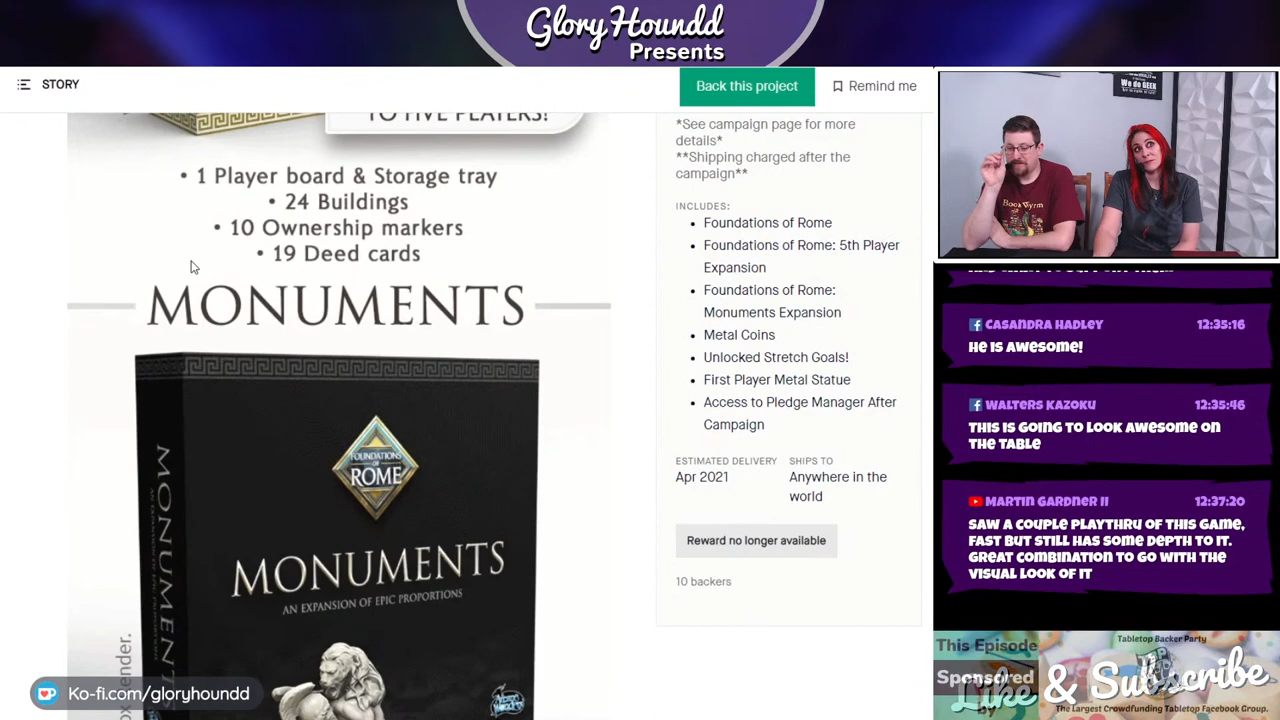 GloryHoundd
Presents
STORY
Back this project
Remind me
TO FIVE PLAYERS!
• 1 Player board & Storage tray
• 24 Buildings
• 10 Ownership markers
• 19 Deed cards
MONUMENTS
MONUMENTS
FOUNDATIONS
OF
ROME
MONUMENTS
AN EXPANSION OF EPIC PROPORTIONS
Ko-fi.com/gloryhoundd
*See campaign page for more
details*
**Shipping charged after the
campaign**
INCLUDES:
• Foundations of Rome
• Foundations of Rome: 5th Player
Expansion
• Foundations of Rome:
Monuments Expansion
• Metal Coins
• Unlocked Stretch Goals!
• First Player Metal Statue
• Access to Pledge Manager After
Campaign
ESTIMATED DELIVERY
Apr 2021
SHIPS TO
Anywhere in the
world
Reward no longer available
10 backers
We do GEEK
Book Wyrm
CASANDRA HADLEY 12:35:16
HE IS AWESOME!
WALTERS KAZOKU 12:35:46
THIS IS GOING TO LOOK AWESOME ON
THE TABLE
MARTIN GARDNER II 12:37:20
SAW A COUPLE PLAYTHRU OF THIS GAME,
FAST BUT STILL HAS SOME DEPTH TO IT.
GREAT COMBINATION TO GO WITH THE
VISUAL LOOK OF IT
This Episode
Sponsored
By
Tabletop Backer Party
Like & Subscribe
The Largest Crowdfunding Tabletop Facebook Group.